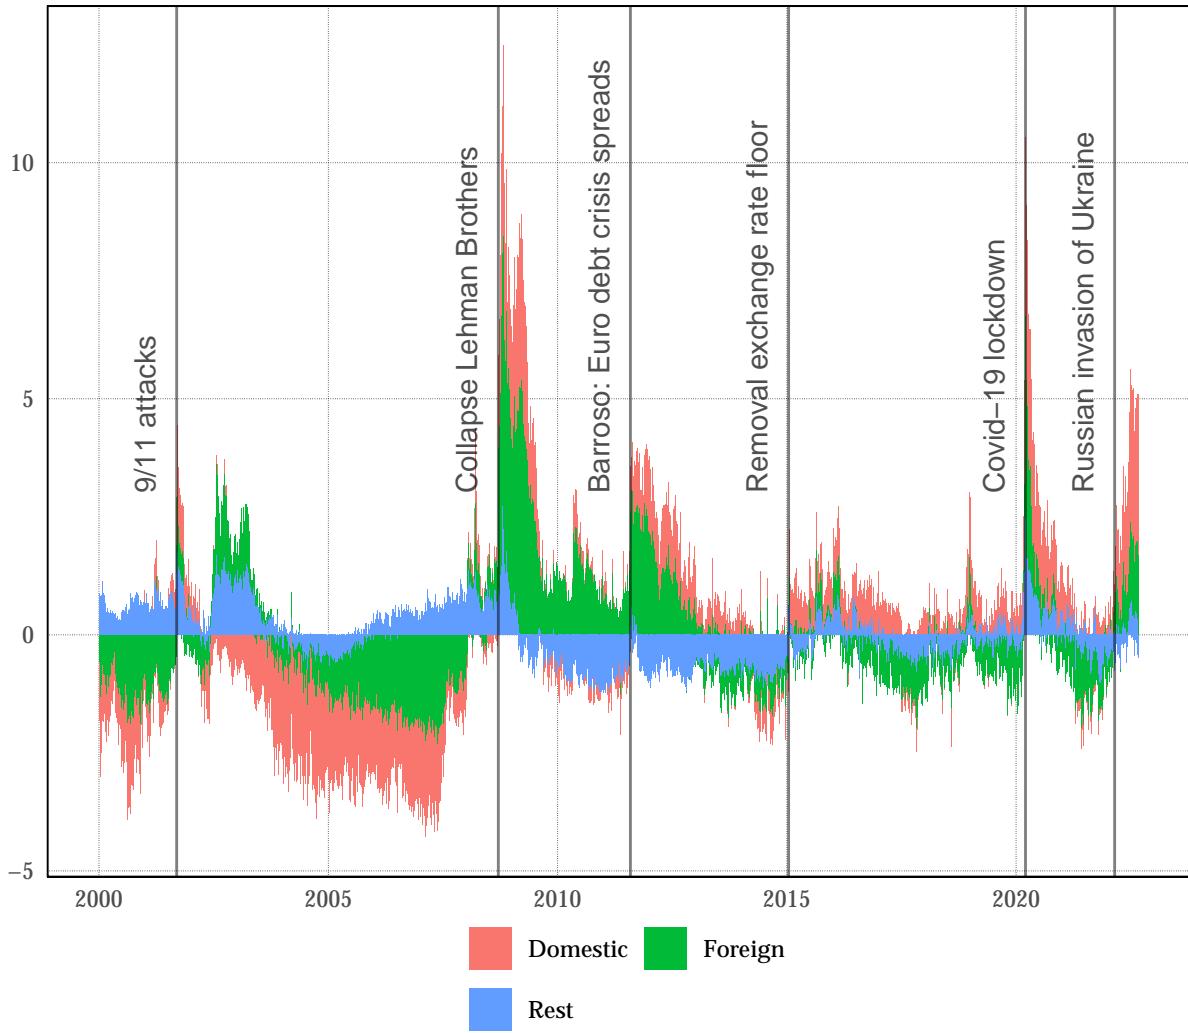 10
5
0
−5
9/11 attacks
Collapse Lehman Brothers
Barroso: Euro debt crisis spreads
Removal exchange rate floor
Covid−19 lockdown
Russian invasion of Ukraine
2000 2005 2010 2015 2020
Domestic Foreign
Rest